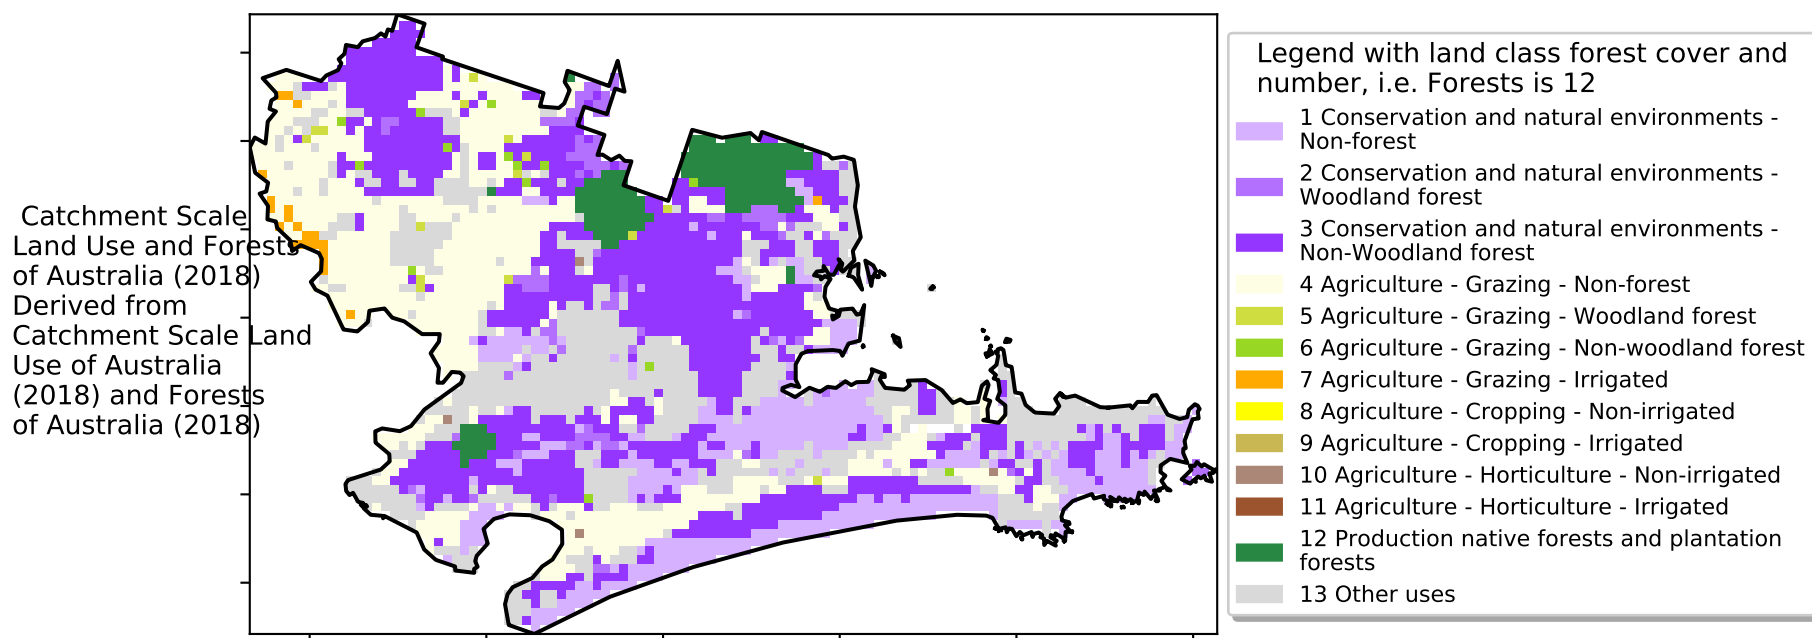 Catchment Scale
Land Use and Forests
of Australia (2018)
Derived from
Catchment Scale Land
Use of Australia
(2018) and Forests
of Australia (2018)
Legend with land class forest cover and
number, i.e. Forests is 12
1 Conservation and natural environments -
Non-forest
2 Conservation and natural environments -
Woodland forest
3 Conservation and natural environments -
Non-Woodland forest
4 Agriculture - Grazing - Non-forest
5 Agriculture - Grazing - Woodland forest
6 Agriculture - Grazing - Non-woodland forest
7 Agriculture - Grazing - Irrigated
8 Agriculture - Cropping - Non-irrigated
9 Agriculture - Cropping - Irrigated
10 Agriculture - Horticulture - Non-irrigated
11 Agriculture - Horticulture - Irrigated
12 Production native forests and plantation
forests
13 Other uses